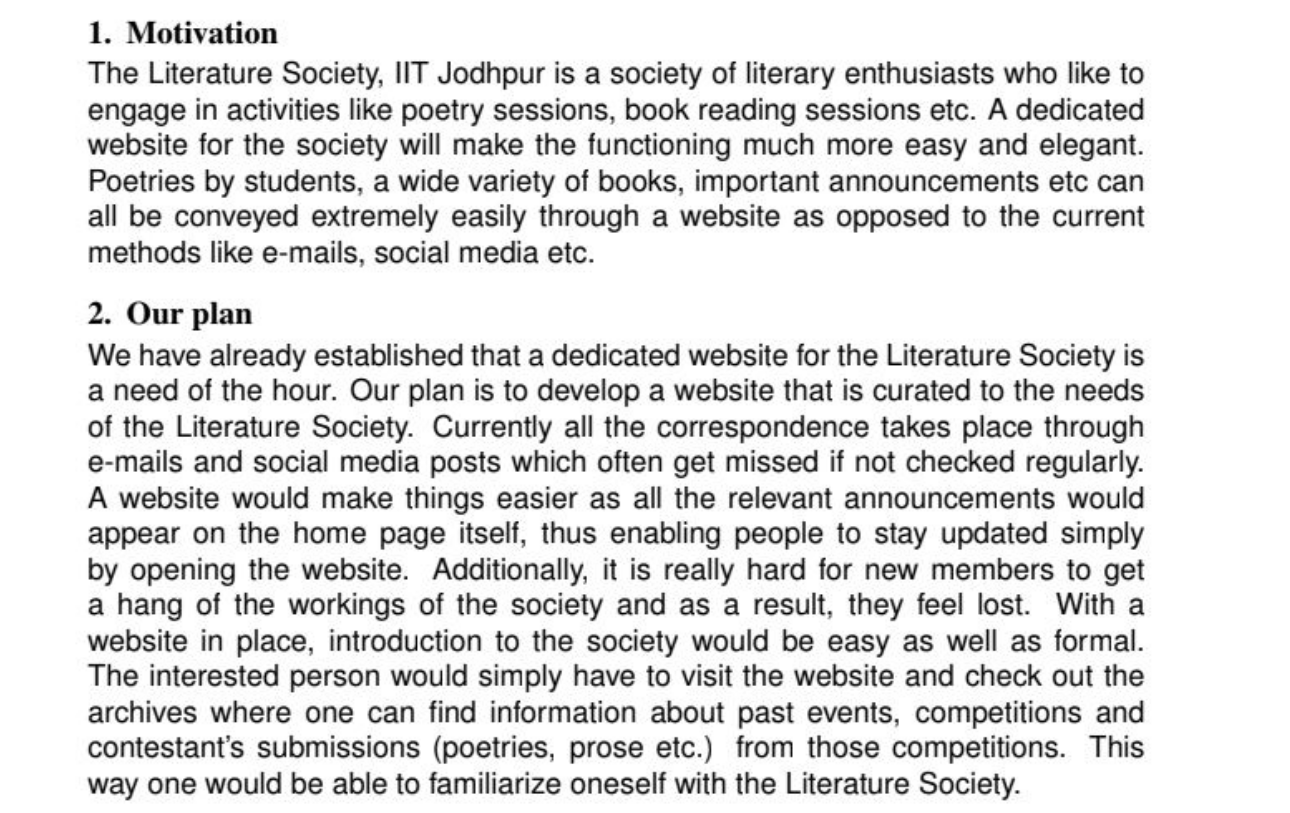 1. Motivation
The Literature Society, IIT Jodhpur is a society of literary enthusiasts who like to
engage in activities like poetry sessions, book reading sessions etc. A dedicated
website for the society will make the functioning much more easy and elegant.
Poetries by students, a wide variety of books, important announcements etc can
all be conveyed extremely easily through a website as opposed to the current
methods like e-mails, social media etc.
2. Our plan
We have already established that a dedicated website for the Literature Society is
a need of the hour. Our plan is to develop a website that is curated to the needs
of the Literature Society. Currently all the correspondence takes place through
e-mails and social media posts which often get missed if not checked regularly.
A website would make things easier as all the relevant announcements would
appear on the home page itself, thus enabling people to stay updated simply
by opening the website. Additionally, it is really hard for new members to get
a hang of the workings of the society and as a result, they feel lost. With a
website in place, introduction to the society would be easy as well as formal.
The interested person would simply have to visit the website and check out the
archives where one can find information about past events, competitions and
contestant's submissions (poetries, prose etc.) from those competitions. This
way one would be able to familiarize oneself with the Literature Society.